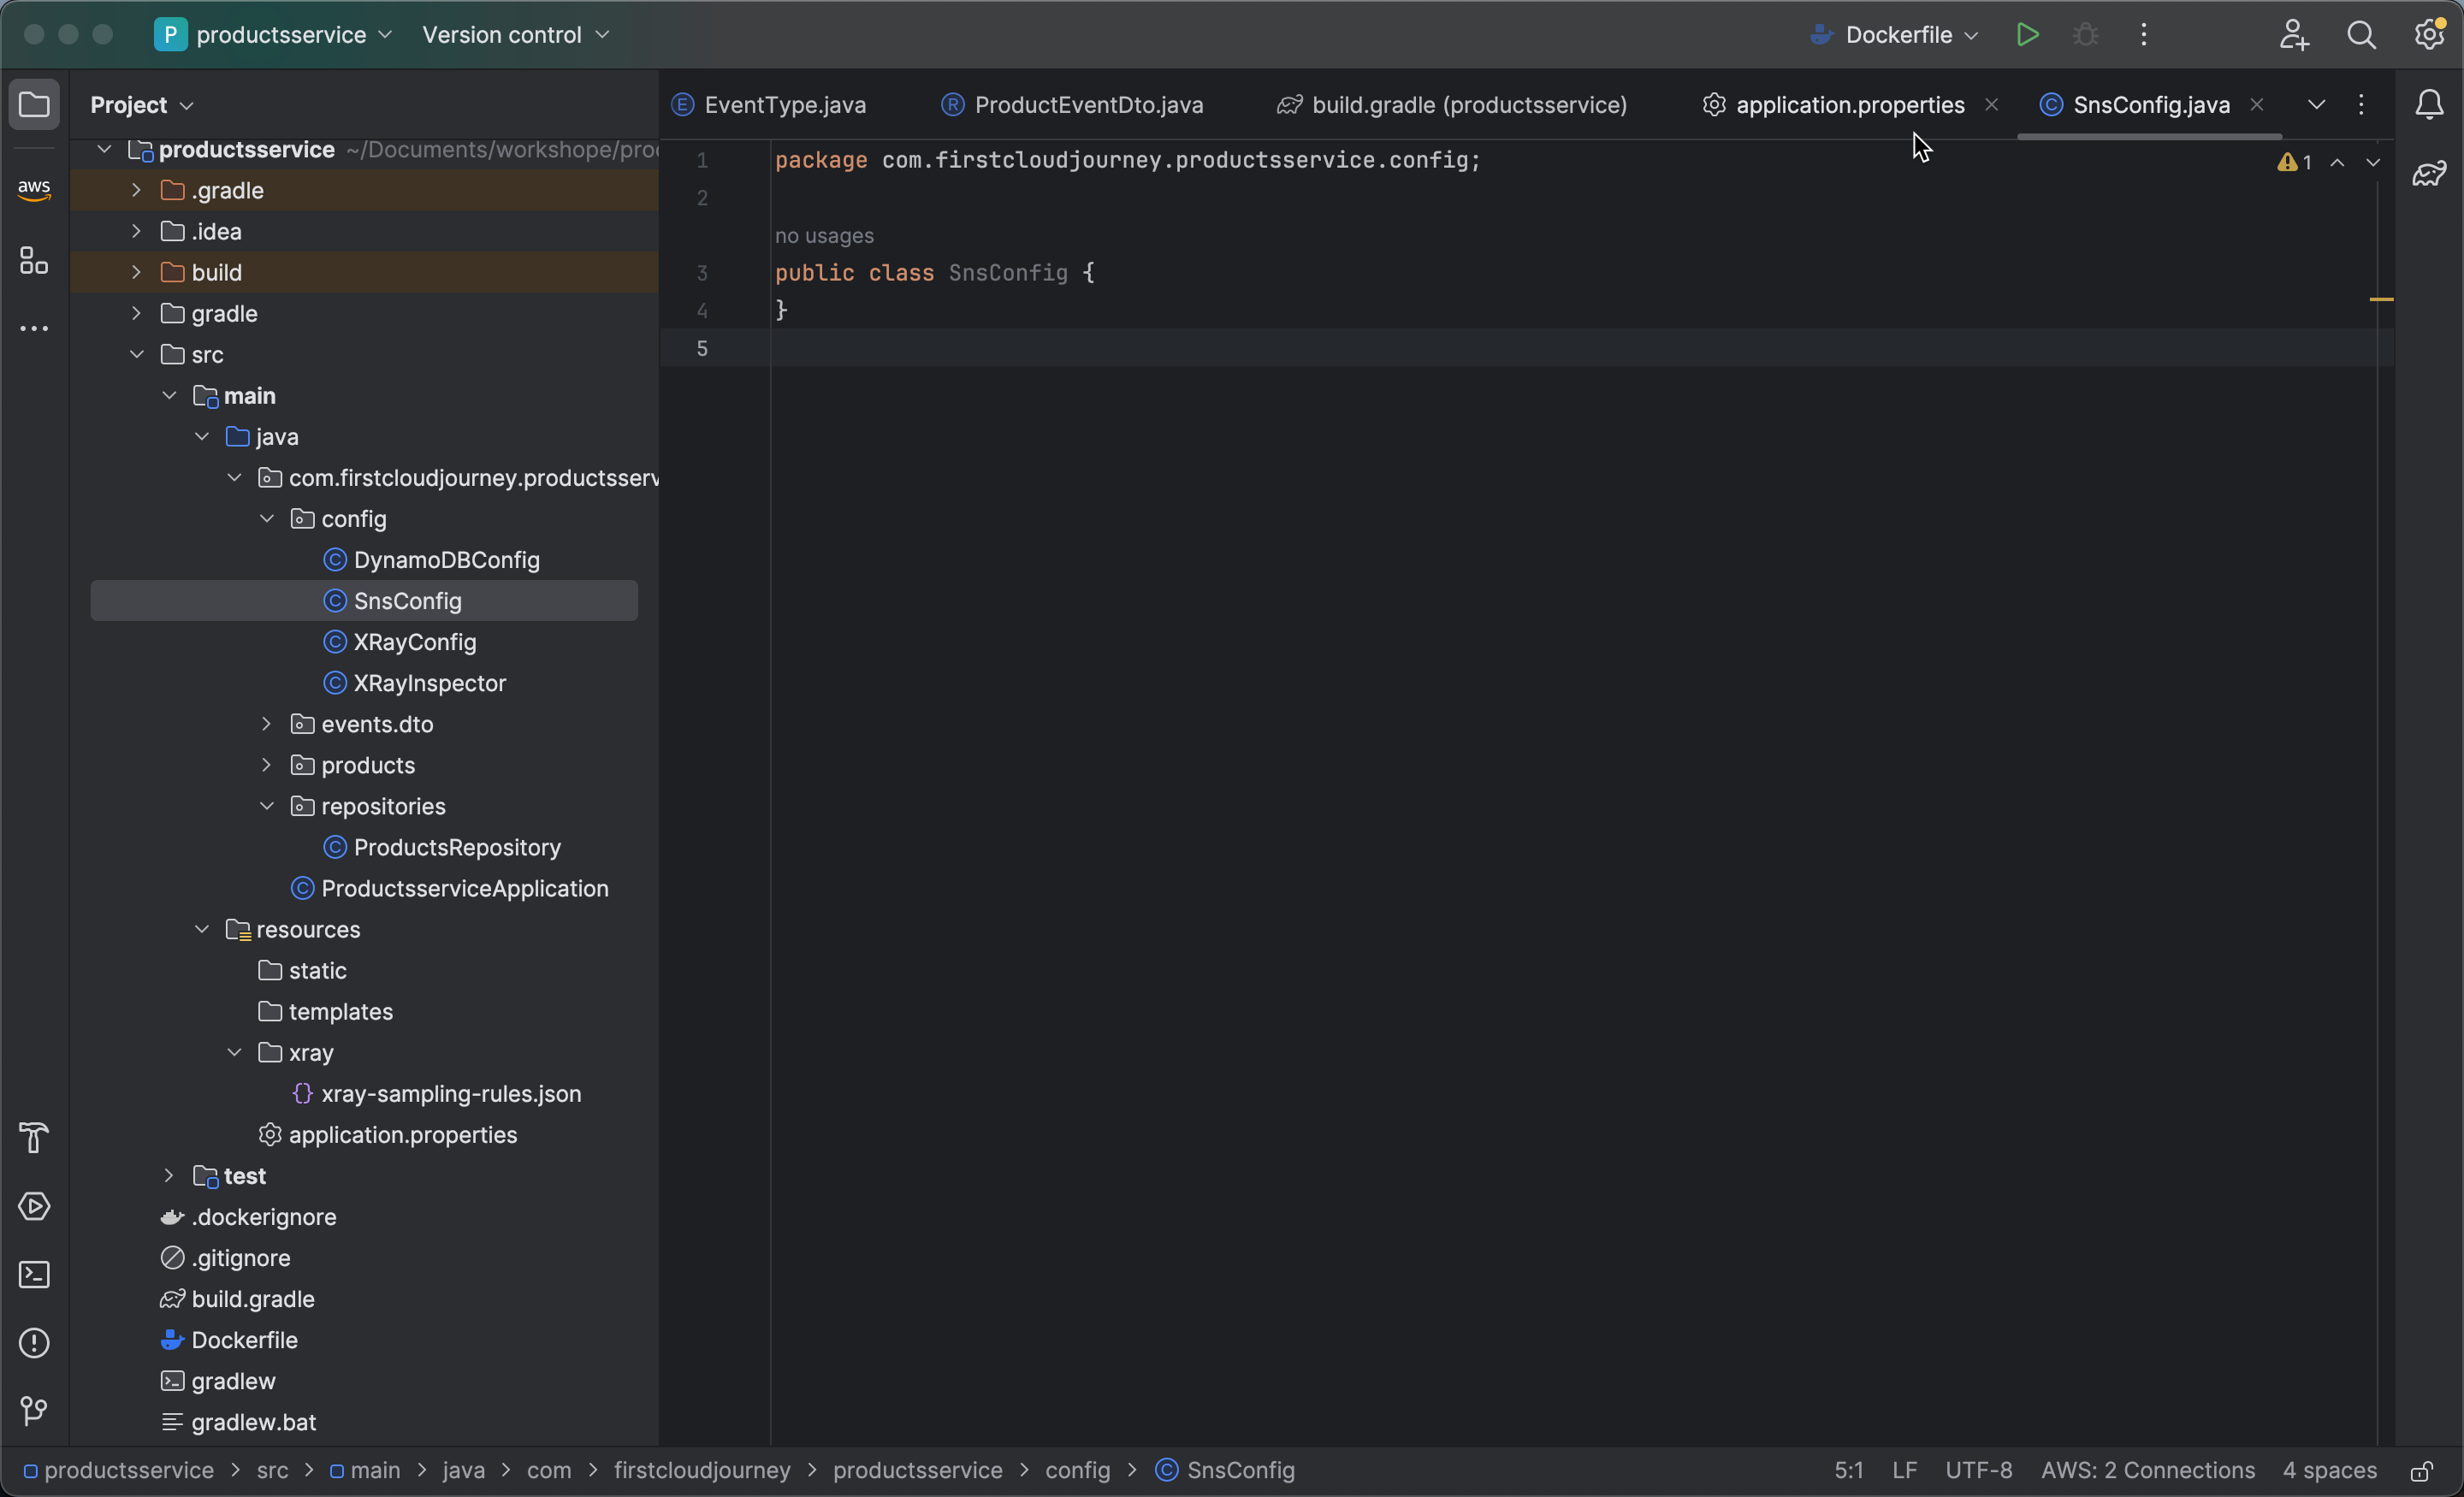 P productsservice Version control Dockerfile
Project
EventType.java ProductEventDto.java build.gradle (productsservice) application.properties SnsConfig.java
aws
productsservice ~/Documents/workshope/pro
.gradle
.idea
build
gradle
src
main
java
com.firstcloudjourney.productsserv
config
DynamoDBConfig
SnsConfig
XRayConfig
XRayInspector
events.dto
products
repositories
ProductsRepository
ProductsserviceApplication
resources
static
templates
xray
xray-sampling-rules.json
application.properties
test
.dockerignore
.gitignore
build.gradle
Dockerfile
gradlew
gradlew.bat
1 package com.firstcloudjourney.productsservice.config;
1
2
no usages
3 public class SnsConfig {
4 }
5
productsservice > src > main > java > com > firstcloudjourney > productsservice > config > SnsConfig
5:1 LF UTF-8 AWS: 2 Connections 4 spaces